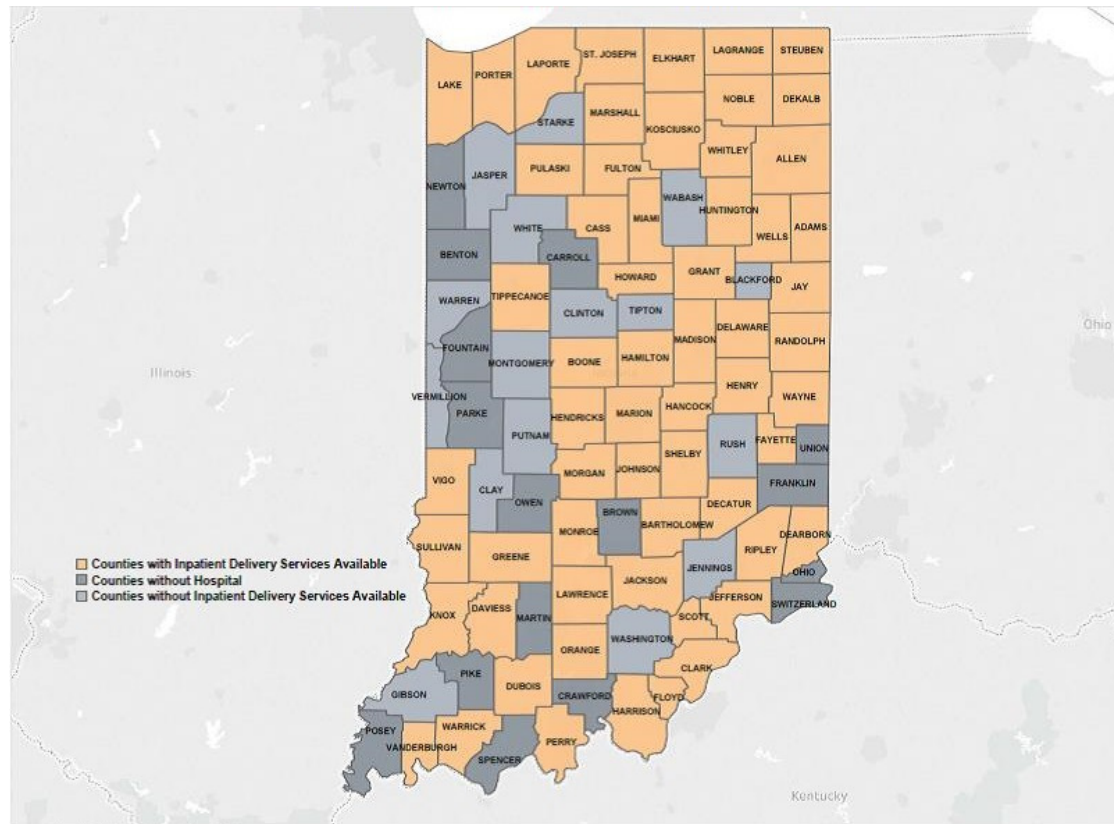 LAKE
PORTER
LAPORTE
ST. JOSEPH
ELKHART
LAGRANGE
STEUBEN
NOBLE
DEKALB
STARKE
MARSHALL
KOSCIUSKO
WHITLEY
ALLEN
NEWTON
JASPER
PULASKI
FULTON
MIAMI
WABASH
HUNTINGTON
WELLS
ADAMS
WHITE
CASS
BENTON
CARROLL
HOWARD
GRANT
BLACKFORD
JAY
WARREN
TIPPECANOE
CLINTON
TIPTON
MADISON
DELAWARE
RANDOLPH
Ohio
Illinois
FOUNTAIN
MONTGOMERY
BOONE
HAMILTON
HENRY
WAYNE
VERMILLION
PARKE
PUTNAM
HENDRICKS
MARION
HANCOCK
RUSH
FAYETTE
UNION
VIGO
CLAY
OWEN
MORGAN
JOHNSON
SHELBY
DECATUR
FRANKLIN
SULLIVAN
GREENE
MONROE
BROWN
BARTHOLOMEW
JENNINGS
RIPLEY
DEARBORN
OHIO
SWITZERLAND
Counties with Inpatient Delivery Services Available
Counties without Hospital
Counties without Inpatient Delivery Services Available
KNOX
DAVIESS
MARTIN
LAWRENCE
JACKSON
JEFFERSON
SCOTT
ORANGE
WASHINGTON
CLARK
GIBSON
PIKE
DUBOIS
CRAWFORD
HARRISON
FLOYD
POSEY
VANDERBURGH
WARRICK
SPENCER
PERRY
Kentucky